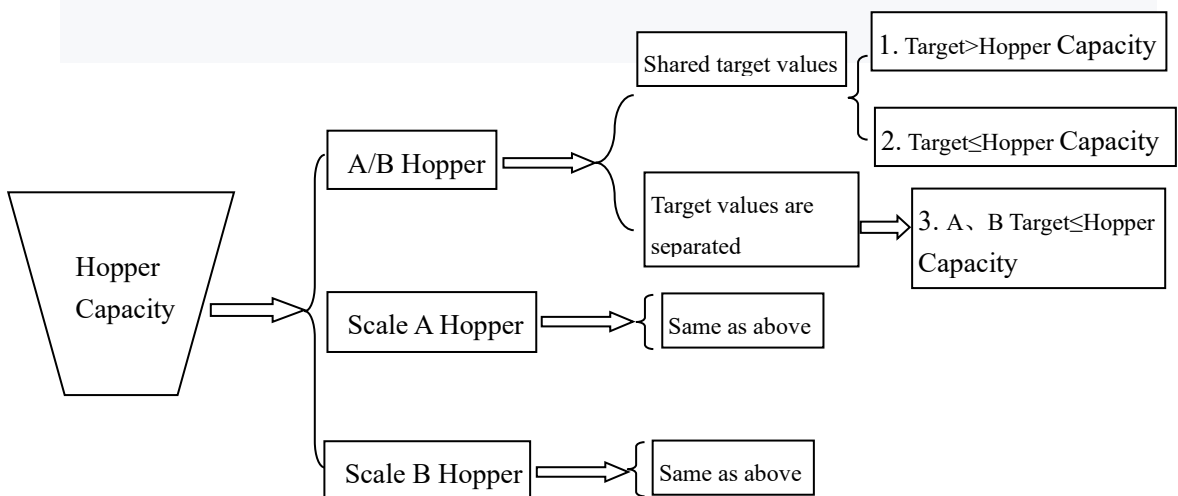 Hopper
Capacity
A/B Hopper
Shared target values
1. Target>Hopper Capacity
2. Target≤Hopper Capacity
Target values are
separated
3. A、B Target≤Hopper
Capacity
Scale A Hopper
Same as above
Scale B Hopper
Same as above